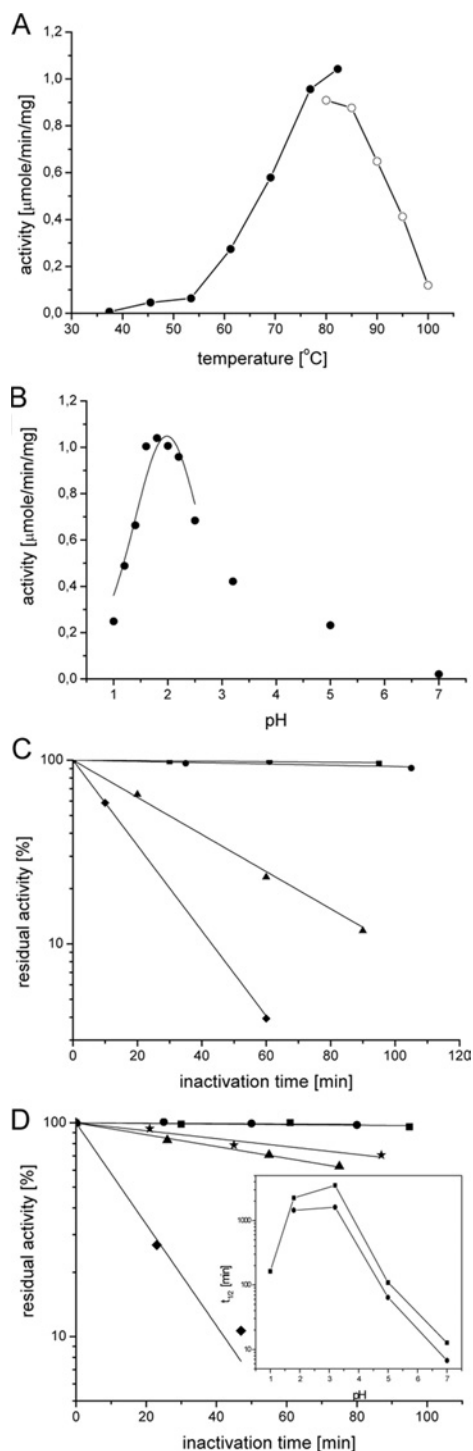 A
activity [µmole/min/mg]
1,2
1,0
0,8
0,6
0,4
0,2
0,0
30 40 50 60 70 80 90 100
temperature [°C]
B
activity [µmole/min/mg]
1,2
1,0
0,8
0,6
0,4
0,2
0,0
1 2 3 4 5 6 7
pH
C
residual activity [%]
100
10
0 20 40 60 80 100 120
inactivation time [min]
D
residual activity [%]
100
10
0 20 40 60 80 100
inactivation time [min]
t1/2 [min]
1000
100
10
1 2 3 4 5 6 7
pH